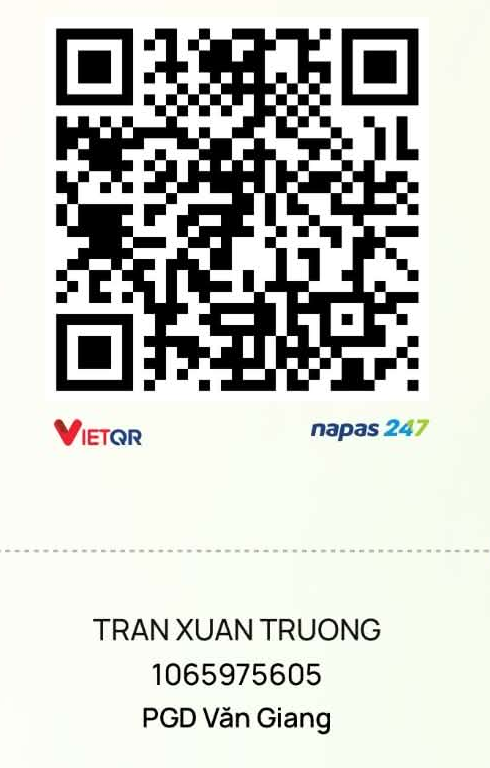 VIETQR
napas 247
TRAN XUAN TRUONG
1065975605
PGD Văn Giang